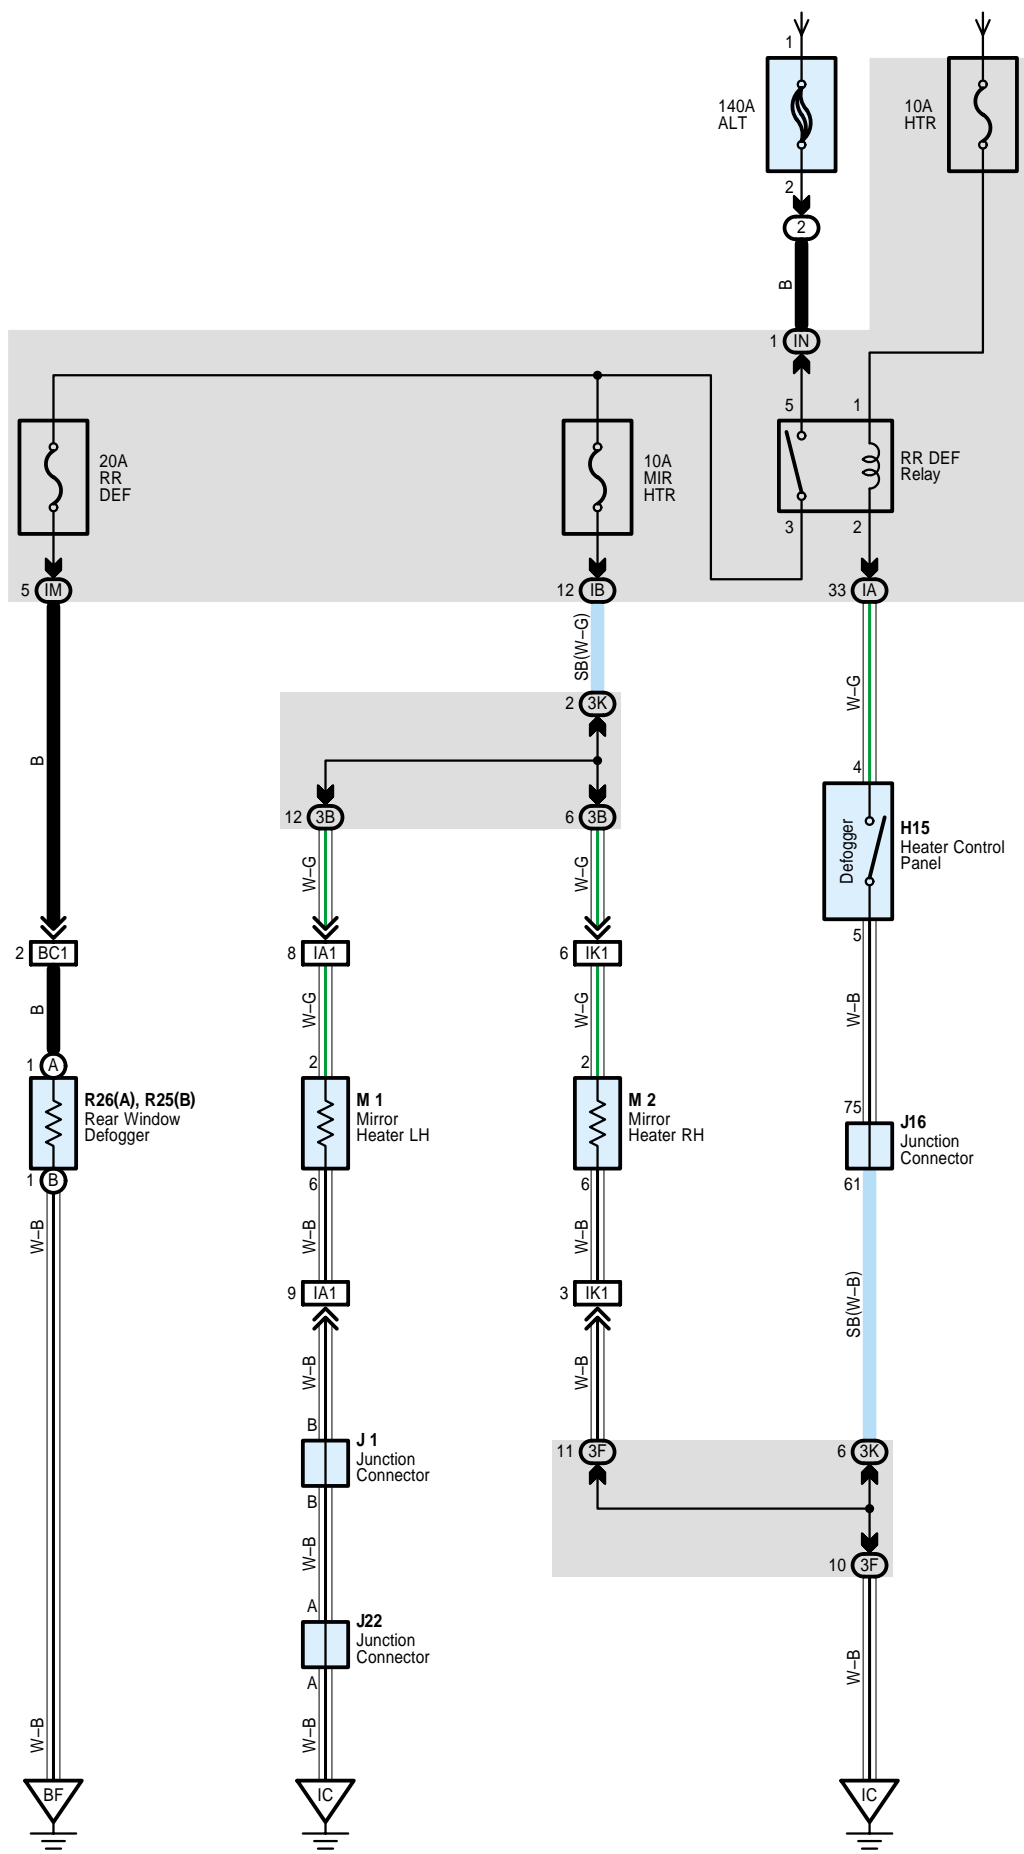 1
140A
ALT
10A
HTR
2
2
B
1 IN
5 1
20A
RR
DEF
10A
MIR
HTR
RR DEF
Relay
3 2
5 IM
12 IB
33 IA
SB(W–G)
W–G
2 3K
B
4
12 3B
6 3B
Defogger
H15
Heater Control
Panel
W–G
W–G
5
2 BC1
8 IA1
6 IK1
B
W–G
W–G
W–B
1 A
2
2
R26(A), R25(B)
Rear Window
Defogger
M 1
Mirror
Heater LH
M 2
Mirror
Heater RH
75
J16
Junction
Connector
1 B
6
6
61
W–B
W–B
W–B
9 IA1
3 IK1
SB(W–B)
W–B
W–B
B
J 1
Junction
Connector
11 3F
6 3K
B
W–B
10 3F
A
J22
Junction
Connector
A
W–B
W–B
W–B
BF
IC
IC